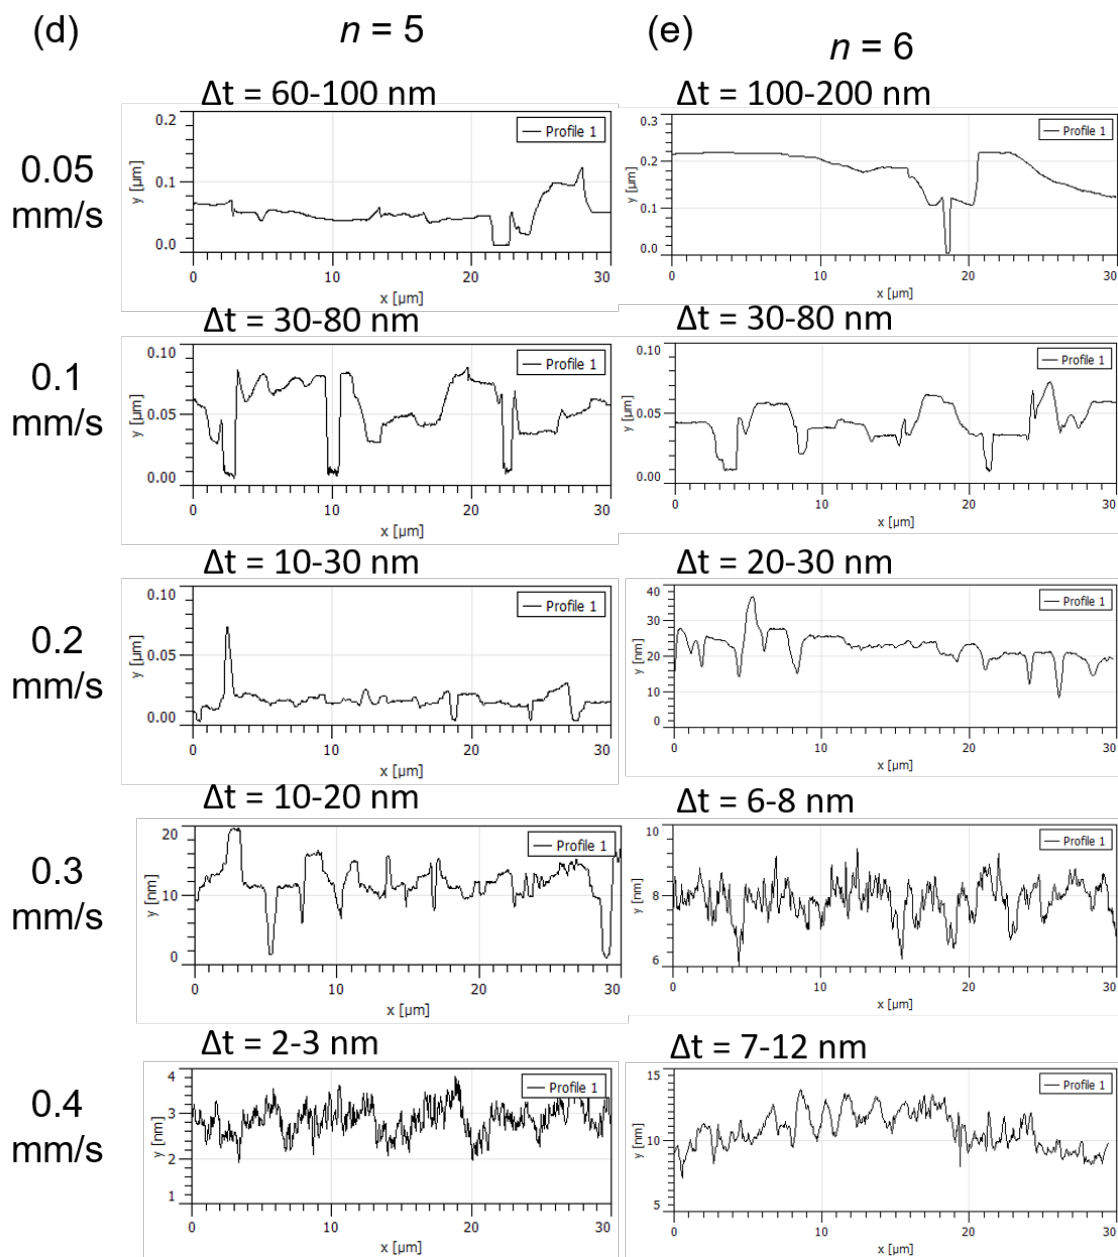 (d)
n = 5
(e)
n = 6
0.05
mm/s
Δt = 60-100 nm
Profile 1
0.2
0.1
0.0
y [µm]
0
10
20
30
x [µm]
Δt = 100-200 nm
Profile 1
0.3
0.2
0.1
0.0
y [µm]
0
10
20
30
x [µm]
0.1
mm/s
Δt = 30-80 nm
Profile 1
0.10
0.05
0.00
y [µm]
0
10
20
30
x [µm]
Δt = 30-80 nm
Profile 1
0.10
0.05
0.00
y [µm]
10
20
30
x [µm]
0.2
mm/s
Δt = 10-30 nm
Profile 1
0.10
0.05
0.00
y [µm]
0
10
20
30
x [µm]
Δt = 20-30 nm
Profile 1
40
30
20
10
0
y [nm]
0
10
20
30
x [µm]
0.3
mm/s
Δt = 10-20 nm
Profile 1
20
10
0
y [nm]
0
10
20
30
x [µm]
Δt = 6-8 nm
Profile 1
10
8
6
y [nm]
0
10
20
30
x [µm]
0.4
mm/s
Δt = 2-3 nm
Profile 1
4
3
2
1
y [nm]
0
10
20
30
x [µm]
Δt = 7-12 nm
Profile 1
15
10
5
y [nm]
0
10
20
30
x [µm]